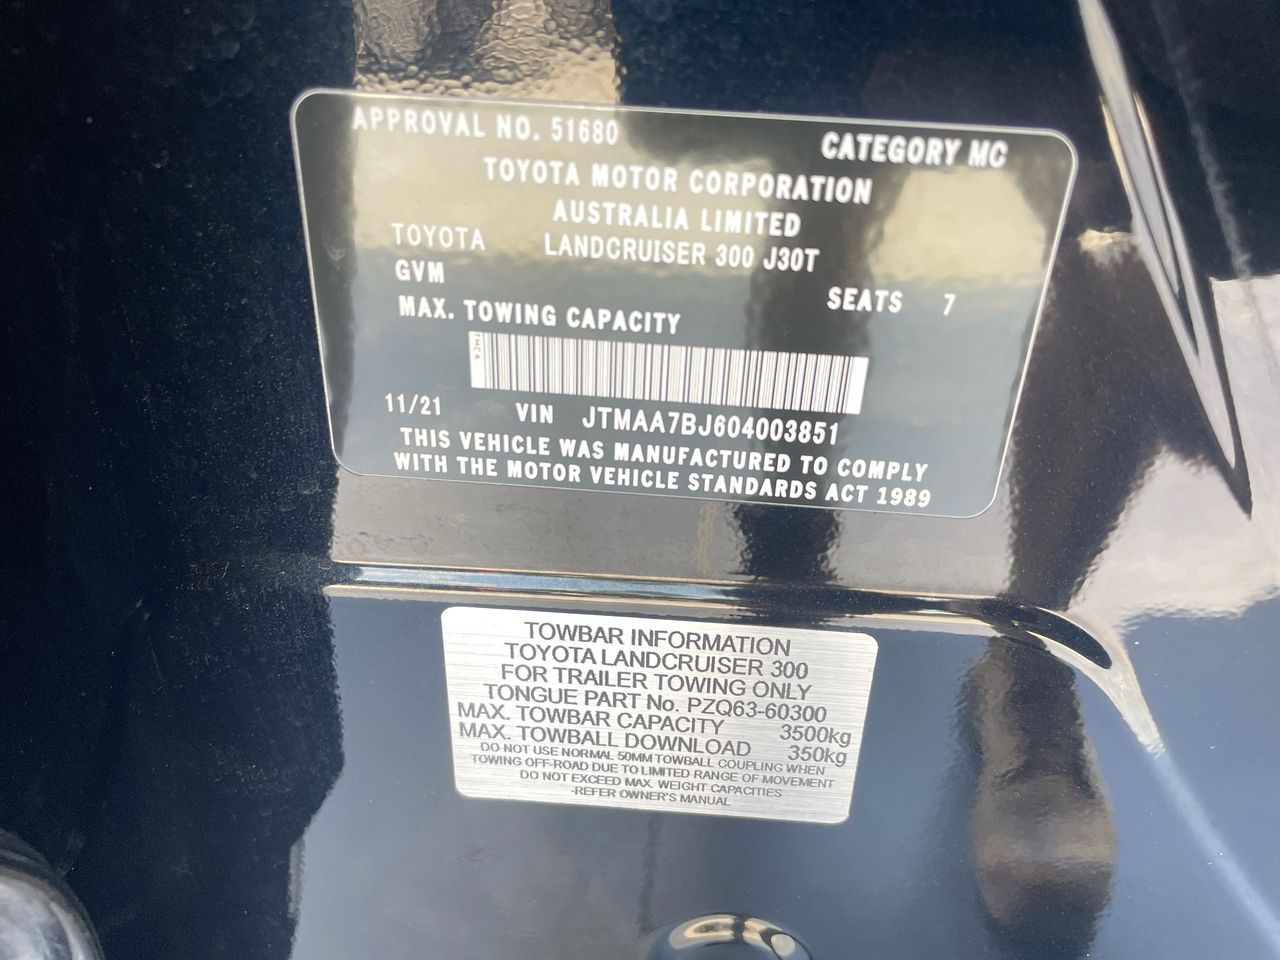 APPROVAL NO. 51680
CATEGORY MC
TOYOTA MOTOR CORPORATION
AUSTRALIA LIMITED
TOYOTA LANDCRUISER 300 J30T
GVM
SEATS 7
MAX. TOWING CAPACITY
TMCA
11/21 VIN JTMAA7BJ604003851
THIS VEHICLE WAS MANUFACTURED TO COMPLY
WITH THE MOTOR VEHICLE STANDARDS ACT 1989
TOWBAR INFORMATION
TOYOTA LANDCRUISER 300
FOR TRAILER TOWING ONLY
TONGUE PART No. PZQ63-60300
MAX. TOWBAR CAPACITY 3500kg
MAX. TOWBALL DOWNLOAD 350kg
DO NOT USE NORMAL 50MM TOWBALL COUPLING WHEN
TOWING OFF-ROAD DUE TO LIMITED RANGE OF MOVEMENT
DO NOT EXCEED MAX. WEIGHT CAPACITIES
-REFER OWNER'S MANUAL